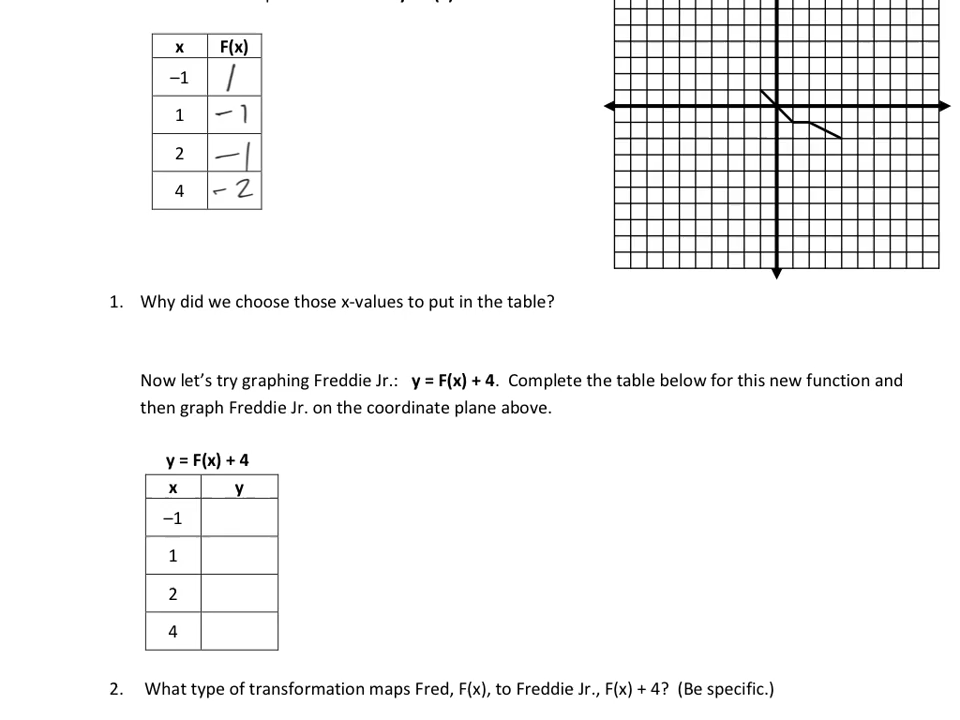 x F(x)
–1 1
1 -1
2 -1
4 -2
1. Why did we choose those x-values to put in the table?
Now let’s try graphing Freddie Jr.: y = F(x) + 4. Complete the table below for this new function and
then graph Freddie Jr. on the coordinate plane above.
y = F(x) + 4
x y
–1
1
2
4
2. What type of transformation maps Fred, F(x), to Freddie Jr., F(x) + 4? (Be specific.)